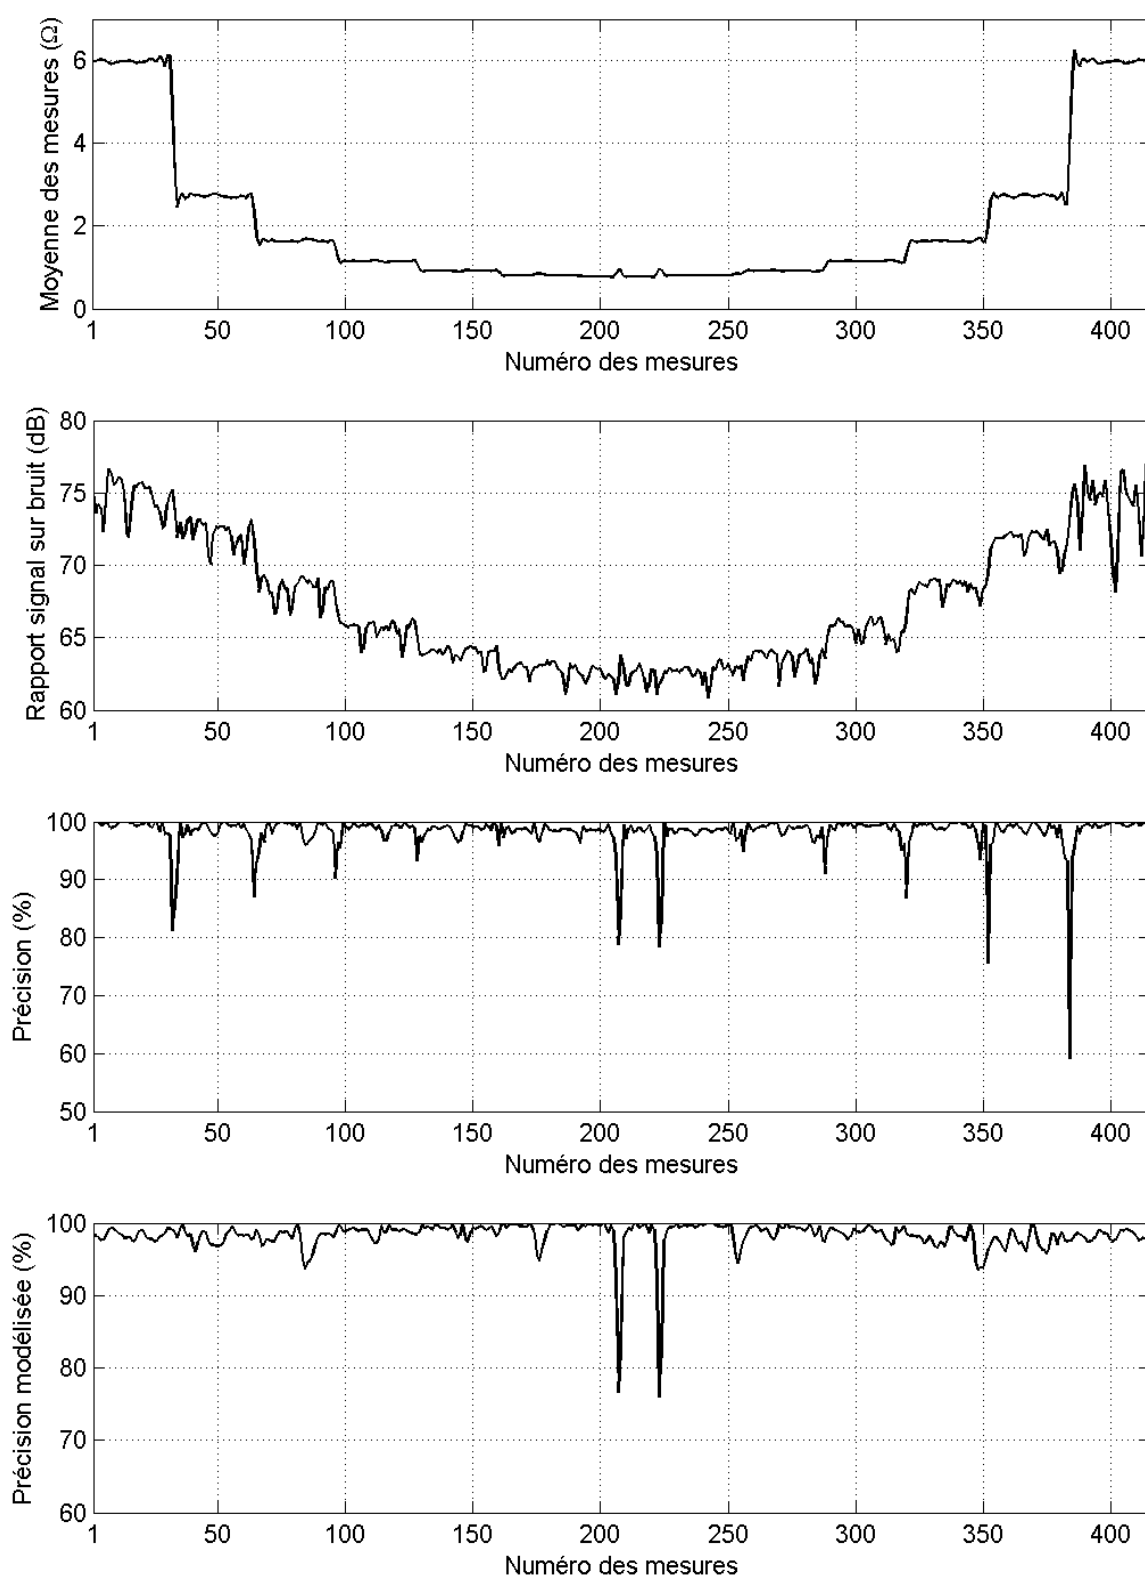 Moyenne des mesures (Ω)
6
4
2
0
1 50 100 150 200 250 300 350 400
Numéro des mesures
Rapport signal sur bruit (dB)
80
75
70
65
60
1 50 100 150 200 250 300 350 400
Numéro des mesures
Précision (%)
100
90
80
70
60
50
1 50 100 150 200 250 300 350 400
Numéro des mesures
Précision modélisée (%)
100
90
80
70
60
1 50 100 150 200 250 300 350 400
Numéro des mesures